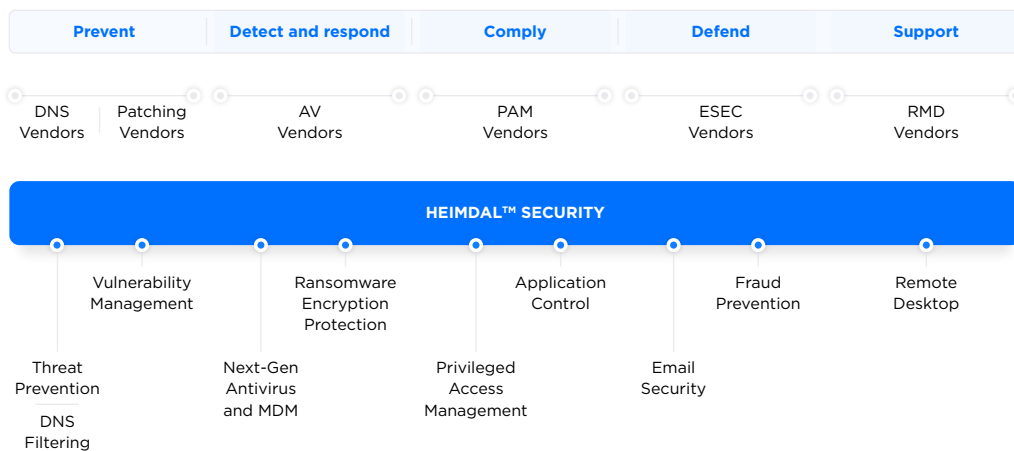 Prevent
Detect and respond
Comply
Defend
Support
DNS
Vendors
Patching
Vendors
AV
Vendors
PAM
Vendors
ESEC
Vendors
RMD
Vendors
HEIMDAL™ SECURITY
Vulnerability
Management
Ransomware
Encryption
Protection
Application
Control
Fraud
Prevention
Remote
Desktop
Threat
Prevention
DNS
Filtering
Next-Gen
Antivirus
and MDM
Privileged
Access
Management
Email
Security